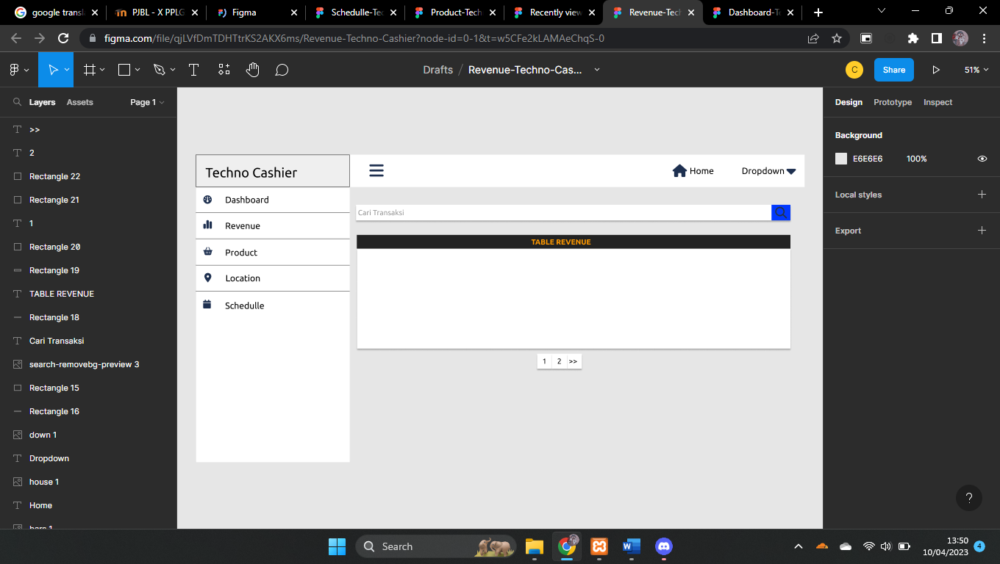 google transl
PJBL - X PPLG
Figma
Schedulle-Tec
Product-Tech
Recently view
Revenue-Tech
Dashboard-T
figma.com/file/qjLVfDmTDHTtrKS2AKX6ms/Revenue-Techno-Cashier?node-id=0-1&t=w5CFe2kLAMAeChqS-0
Drafts / Revenue-Techno-Cas...
C
Share
51%
Layers
Assets
Page 1
>>
2
Rectangle 22
Rectangle 21
1
Rectangle 20
Rectangle 19
TABLE REVENUE
Rectangle 18
Cari Transaksi
search-removebg-preview 3
Rectangle 15
Rectangle 16
down 1
Dropdown
house 1
Home
bars 1
Techno Cashier
Dashboard
Revenue
Product
Location
Schedulle
Home
Dropdown
Cari Transaksi
TABLE REVENUE
1 2 >>
Design
Prototype
Inspect
Background
E6E6E6 100%
Local styles
Export
?
Search
13:50
10/04/2023
4